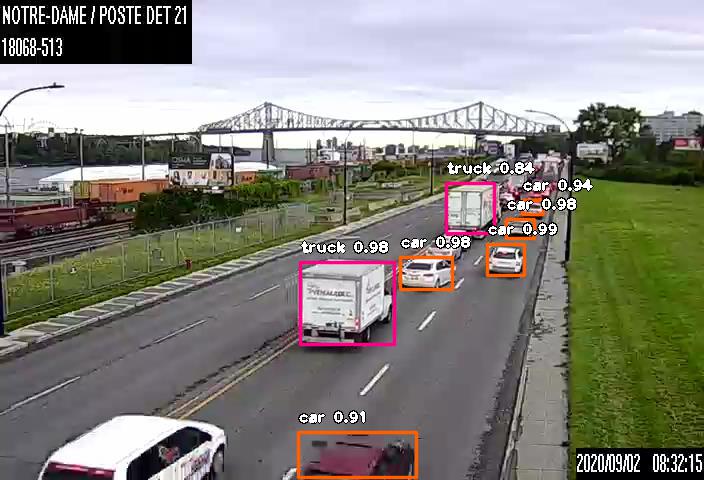 NOTRE-DAME / POSTE DET 21
18068-513
truck 0.84
car 0.94
car 0.98
car 0.99
car 0.98
truck 0.98
car 0.91
2020/09/02 08:32:15